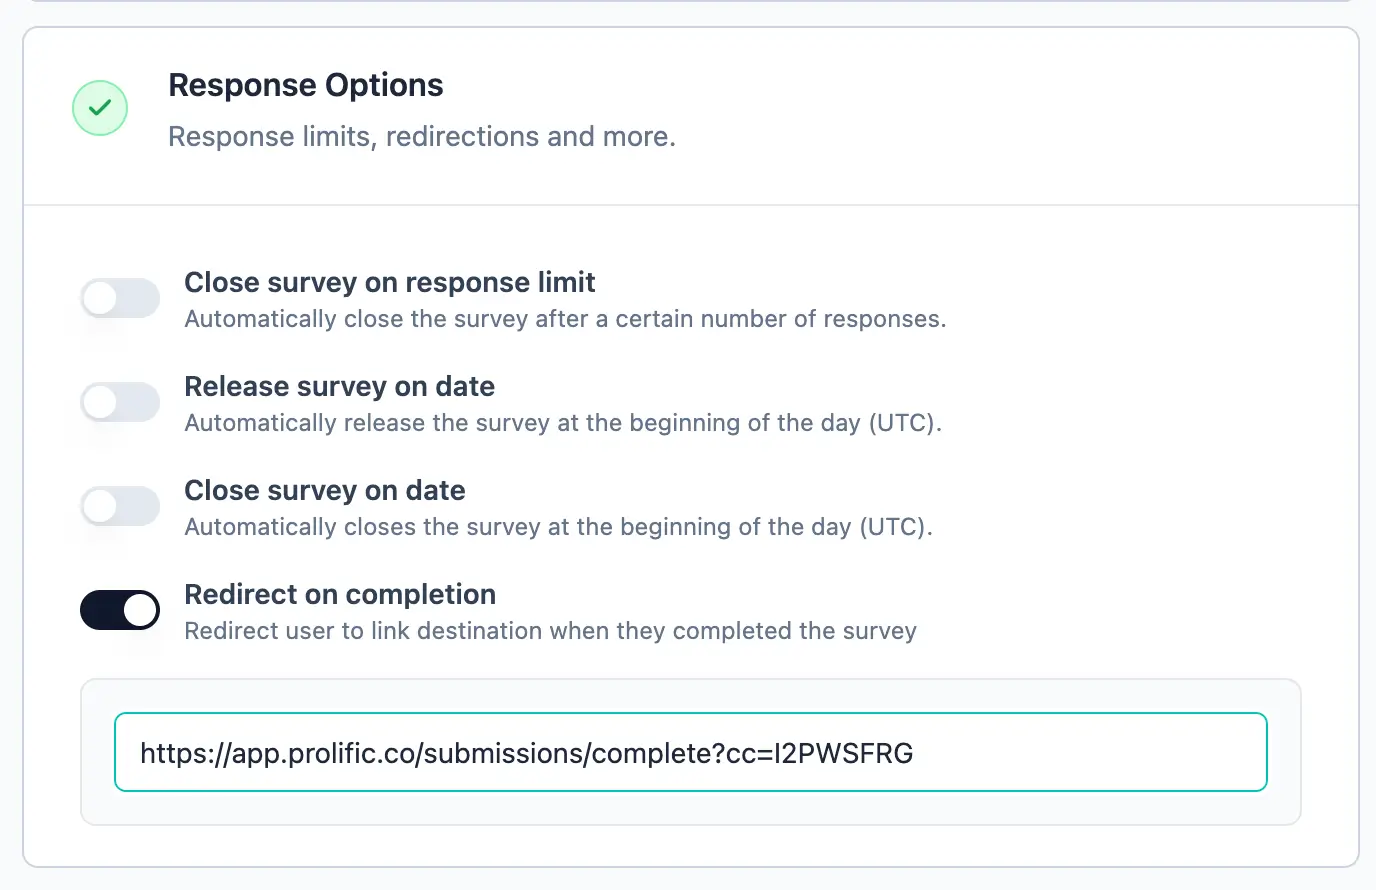 Response Options
Response limits, redirections and more.
Close survey on response limit
Automatically close the survey after a certain number of responses.
Release survey on date
Automatically release the survey at the beginning of the day (UTC).
Close survey on date
Automatically closes the survey at the beginning of the day (UTC).
Redirect on completion
Redirect user to link destination when they completed the survey
https://app.prolific.co/submissions/complete?cc=I2PWSFRG